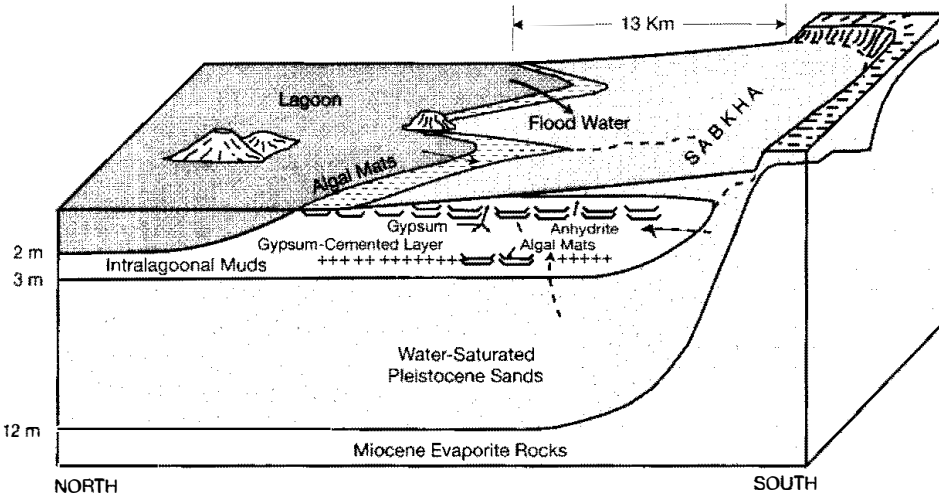 13 Km
Lagoon
Flood Water
SABKHA
Algal Mats
Gypsum
Anhydrite
Gypsum-Cemented Layer
Algal Mats
2 m
Intralagoonal Muds
3 m
Water-Saturated
Pleistocene Sands
12 m
Miocene Evaporite Rocks
NORTH
SOUTH